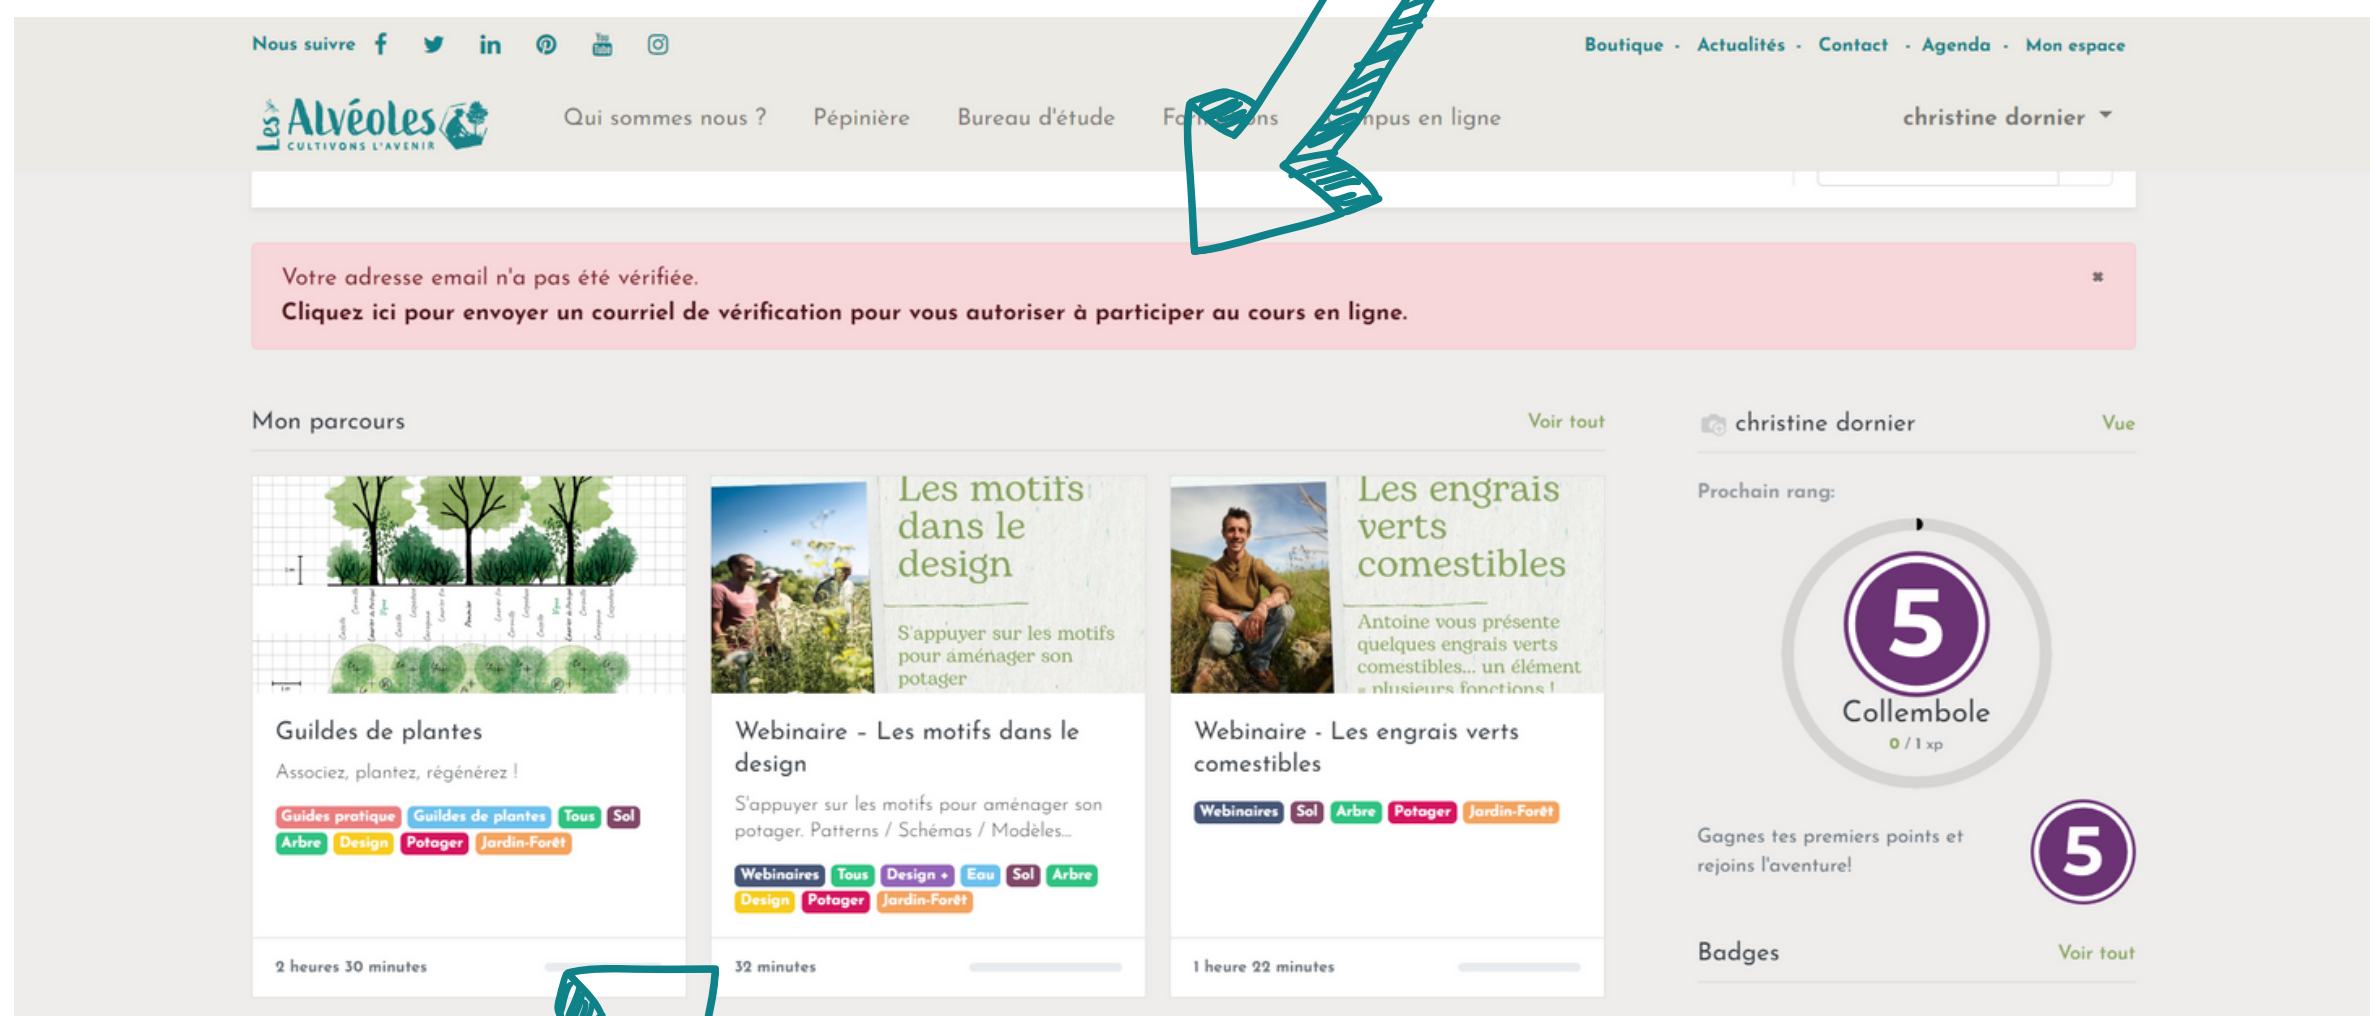 Nous suivre
Boutique - Actualités - Contact - Agenda - Mon espace
Les Alvéoles
CULTIVONS L'AVENIR
Qui sommes nous ? Pépinière Bureau d'étude en ligne
christine dornier
Votre adresse email n'a pas été vérifiée.
Cliquez ici pour envoyer un courriel de vérification pour vous autoriser à participer au cours en ligne.
Mon parcours
Voir tout
christine dornier
Vue
Les motifs
dans le
design
S'appuyer sur les motifs
pour aménager son
potager
Les engrais
verts
comestibles
Antoine vous présente
quelques engrais verts
comestibles... un élément
= plusieurs fonctions !
Guildes de plantes
Associez, plantez, régénérez !
Guides pratique Guildes de plantes Tous Sol
Arbre Design Potager Jardin-Forêt
2 heures 30 minutes
Webinaire – Les motifs dans le
design
S'appuyer sur les motifs pour aménager son
potager. Patterns / Schémas / Modèles...
Webinaires Tous Design + Eau Sol Arbre
Design Potager Jardin-Forêt
32 minutes
Webinaire - Les engrais verts
comestibles
Webinaires Sol Arbre Potager Jardin-Forêt
1 heure 22 minutes
Prochain rang:
5
Collembole
0 / 1 xp
Gagnes tes premiers points et
rejoins l'aventure!
5
Badges
Voir tout